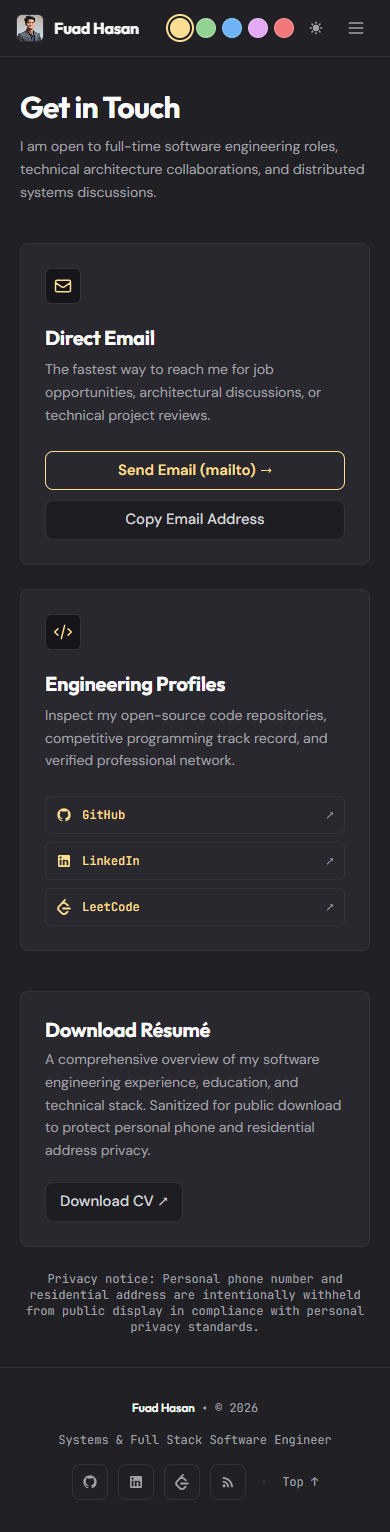 Fuad Hasan
Get in Touch
I am open to full-time software engineering roles,
technical architecture collaborations, and distributed
systems discussions.
Direct Email
The fastest way to reach me for job
opportunities, architectural discussions, or
technical project reviews.
Send Email (mailto) →
Copy Email Address
Engineering Profiles
Inspect my open-source code repositories,
competitive programming track record, and
verified professional network.
GitHub ↗
LinkedIn ↗
LeetCode ↗
Download Résumé
A comprehensive overview of my software
engineering experience, education, and
technical stack. Sanitized for public download
to protect personal phone and residential
address privacy.
Download CV ↗
Privacy notice: Personal phone number and
residential address are intentionally withheld
from public display in compliance with personal
privacy standards.
Fuad Hasan • © 2026
Systems & Full Stack Software Engineer
· Top ↑